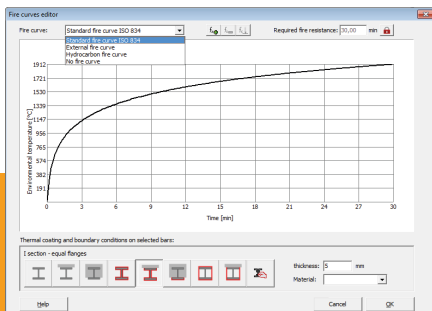 Fire curves editor
Fire curve: Standard fire curve ISO 834 Required fire resistance: 30,00 min
Standard fire curve ISO 834
External fire curve
Hydrocarbon fire curve
No fire curve
1912
1721
1530
1339
1147
956
765
574
382
191
Environmental temperature [°C]
0 3 6 9 12 15 18 21 24 27 30
Time [min]
Thermal coating and boundary conditions on selected bars:
I section - equal flanges
thickness: 5 mm
Material:
Help Cancel OK